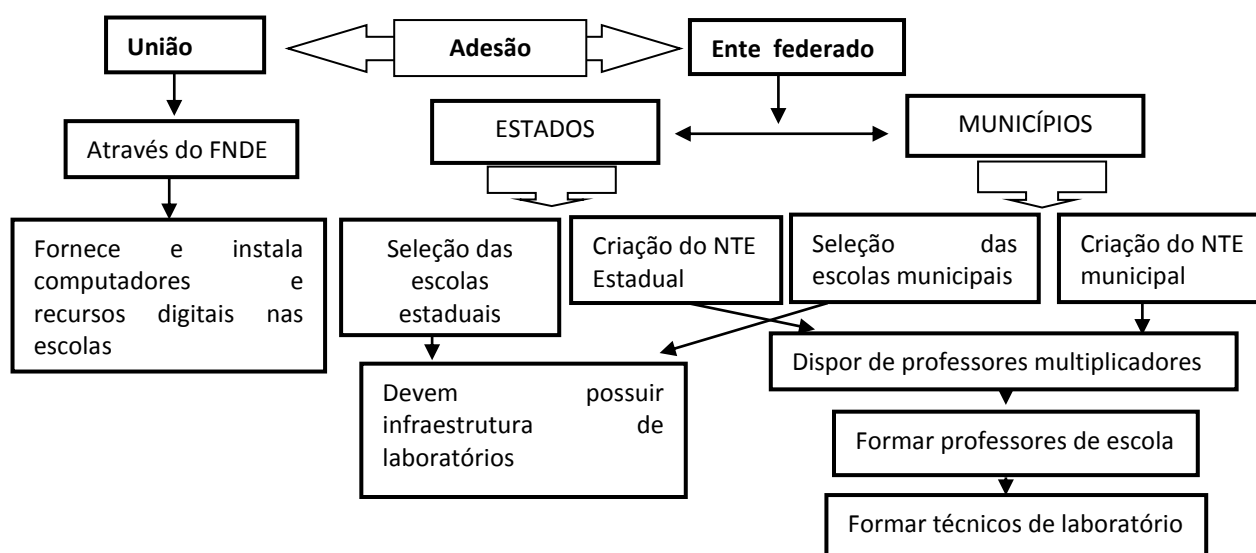 União
Adesão
Ente federado
Através do FNDE
ESTADOS
MUNICÍPIOS
Fornece e instala
computadores e
recursos digitais nas
escolas
Seleção das
escolas
estaduais
Criação do NTE
Estadual
Seleção das
escolas municipais
Criação do NTE
municipal
Devem possuir
infraestrutura de
laboratórios
Dispor de professores multiplicadores
Formar professores de escola
Formar técnicos de laboratório